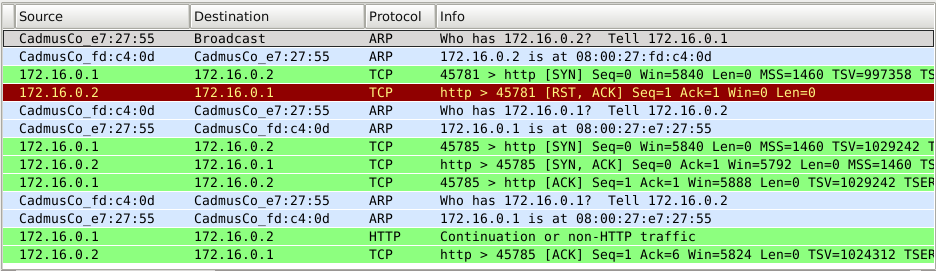 Source Destination Protocol Info
CadmusCo_e7:27:55 Broadcast ARP Who has 172.16.0.2? Tell 172.16.0.1
CadmusCo_fd:c4:0d CadmusCo_e7:27:55 ARP 172.16.0.2 is at 08:00:27:fd:c4:0d
172.16.0.1 172.16.0.2 TCP 45781 > http [SYN] Seq=0 Win=5840 Len=0 MSS=1460 TSV=997358 TS
172.16.0.2 172.16.0.1 TCP http > 45781 [RST, ACK] Seq=1 Ack=1 Win=0 Len=0
CadmusCo_fd:c4:0d CadmusCo_e7:27:55 ARP Who has 172.16.0.1? Tell 172.16.0.2
CadmusCo_e7:27:55 CadmusCo_fd:c4:0d ARP 172.16.0.1 is at 08:00:27:e7:27:55
172.16.0.1 172.16.0.2 TCP 45785 > http [SYN] Seq=0 Win=5840 Len=0 MSS=1460 TSV=1029242 T
172.16.0.2 172.16.0.1 TCP http > 45785 [SYN, ACK] Seq=0 Ack=1 Win=5792 Len=0 MSS=1460 TS
172.16.0.1 172.16.0.2 TCP 45785 > http [ACK] Seq=1 Ack=1 Win=5888 Len=0 TSV=1029242 TSER
CadmusCo_fd:c4:0d CadmusCo_e7:27:55 ARP Who has 172.16.0.1? Tell 172.16.0.2
CadmusCo_e7:27:55 CadmusCo_fd:c4:0d ARP 172.16.0.1 is at 08:00:27:e7:27:55
172.16.0.1 172.16.0.2 HTTP Continuation or non-HTTP traffic
172.16.0.2 172.16.0.1 TCP http > 45785 [ACK] Seq=1 Ack=6 Win=5824 Len=0 TSV=1024312 TSER